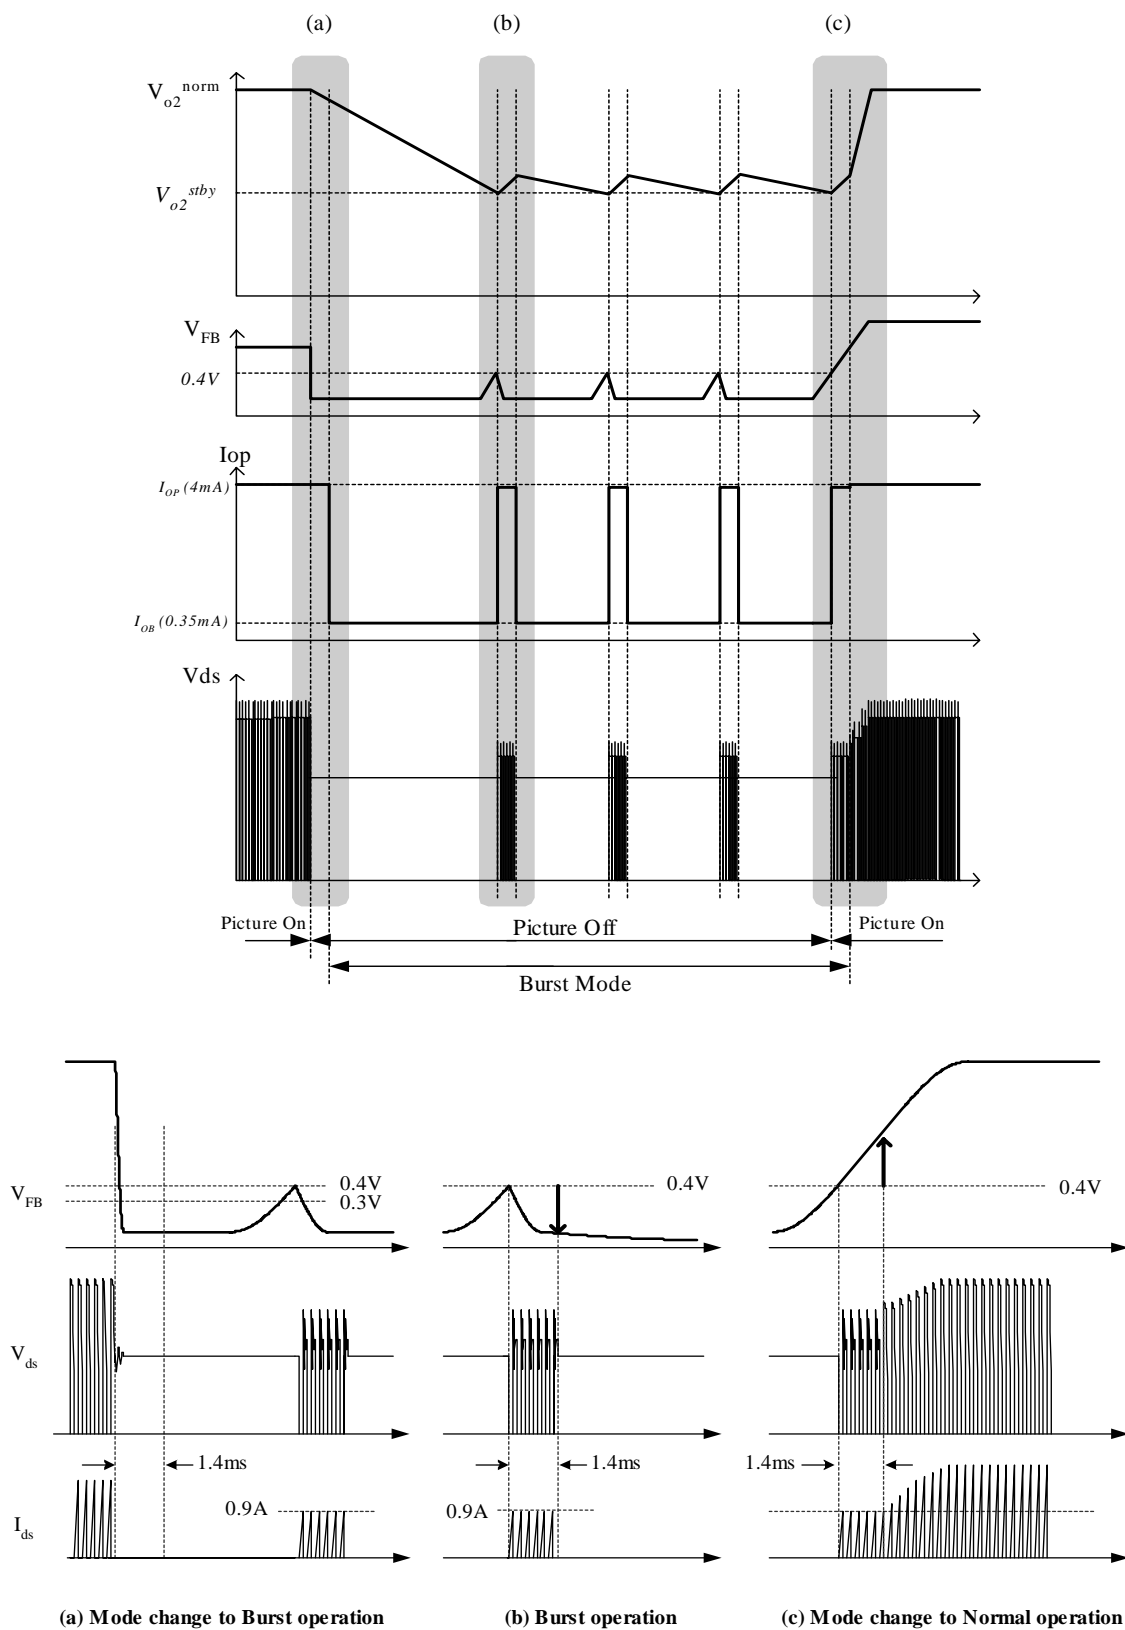 (a) (b) (c)
Vo2norm
Vo2stby
VFB
0.4V
Iop
IOP (4mA)
IOB (0.35mA)
Vds
Picture On Picture Off Picture On
Burst Mode
0.4V
0.3V
0.4V
0.4V
VFB
Vds
1.4ms 1.4ms 1.4ms
0.9A 0.9A
Ids
(a) Mode change to Burst operation (b) Burst operation (c) Mode change to Normal operation